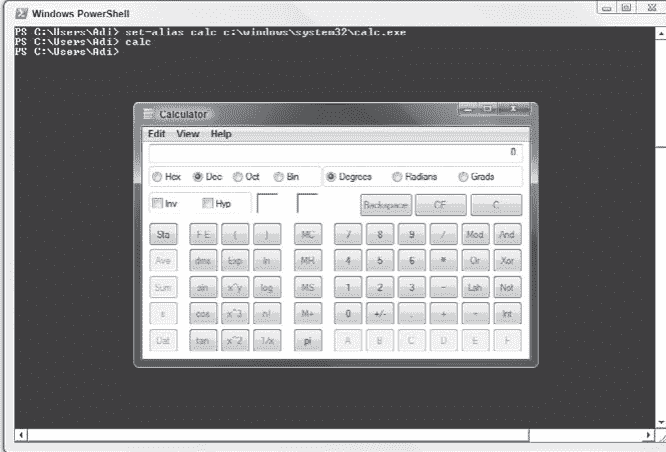 Windows PowerShell
PS C:\Users\Adi> set-alias calc c:\windows\system32\calc.exe
PS C:\Users\Adi> calc
PS C:\Users\Adi>
Calculator
Edit View Help
0
Hex Dec Oct Bin Degrees Radians Grads
Inv Hyp Backspace CE C
Sta F-E ( ) MC 7 8 9 / Mod And
Ave dms Exp ln MR 4 5 6 * Or Xor
Sum sin x^y log MS 1 2 3 - Lsh Not
s cos x^3 n! M+ 0 +/- . + = Int
Dat tan x^2 1/x pi A B C D E F